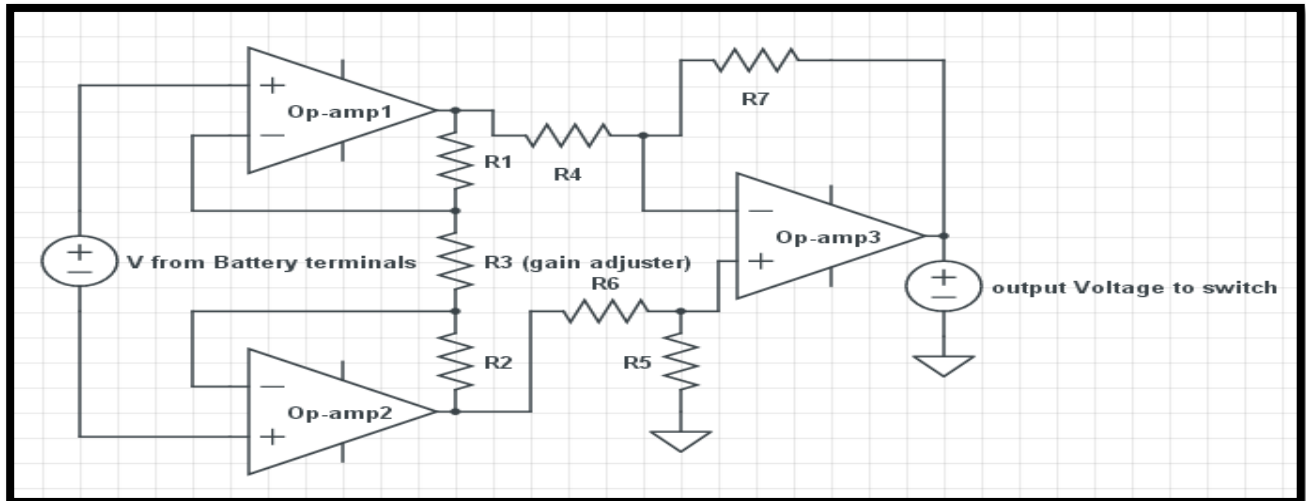 Op-amp1
R1
R4
R7
Op-amp3
V from Battery terminals
R3 (gain adjuster)
R6
output Voltage to switch
R2
R5
Op-amp2